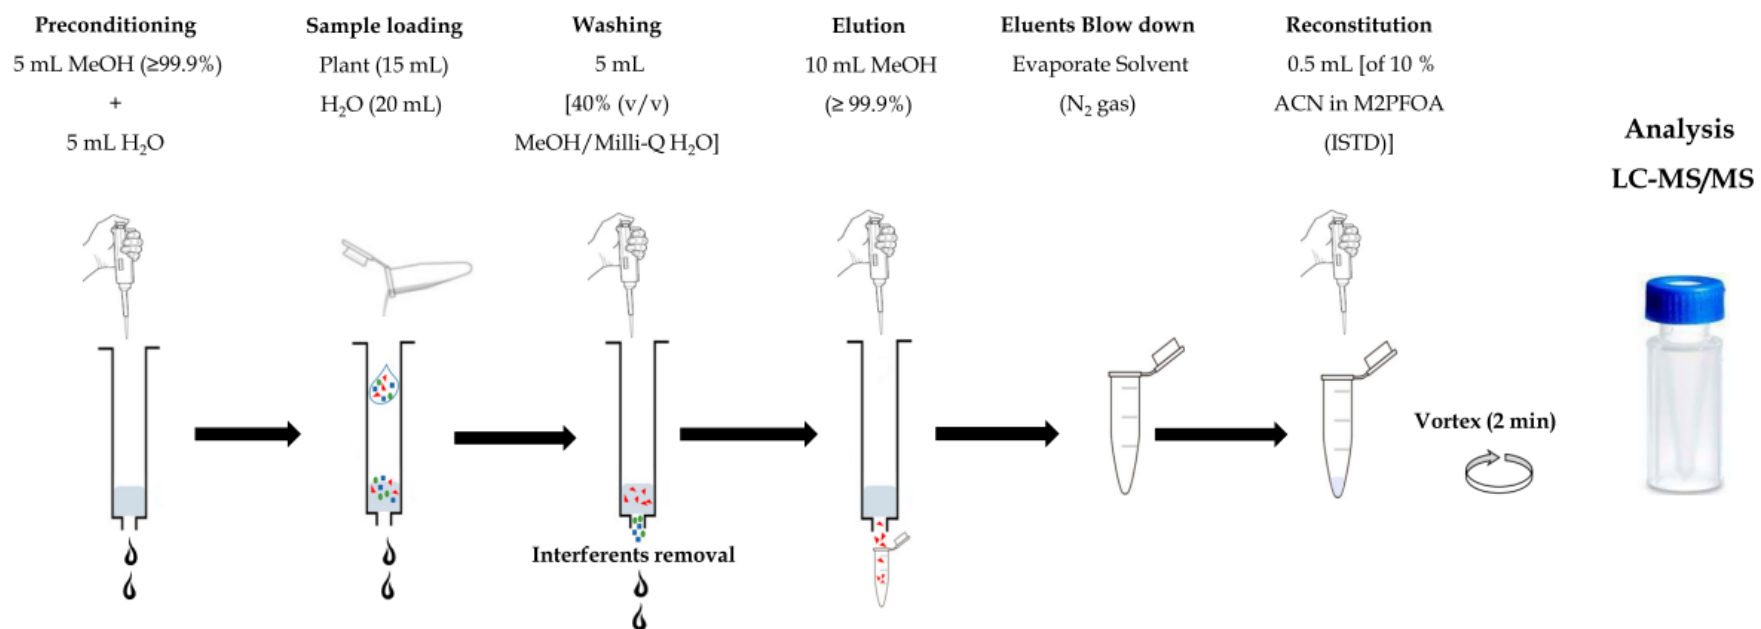 Preconditioning
5 mL MeOH (≥99.9%)
+
5 mL H₂O
Sample loading
Plant (15 mL)
H₂O (20 mL)
Washing
5 mL
[40% (v/v)
MeOH/Milli-Q H₂O]
Elution
10 mL MeOH
(≥ 99.9%)
Eluents Blow down
Evaporate Solvent
(N₂ gas)
Reconstitution
0.5 mL [of 10 %
ACN in M2PFOA
(ISTD)]
Analysis
LC-MS/MS
Vortex (2 min)
Interferents removal